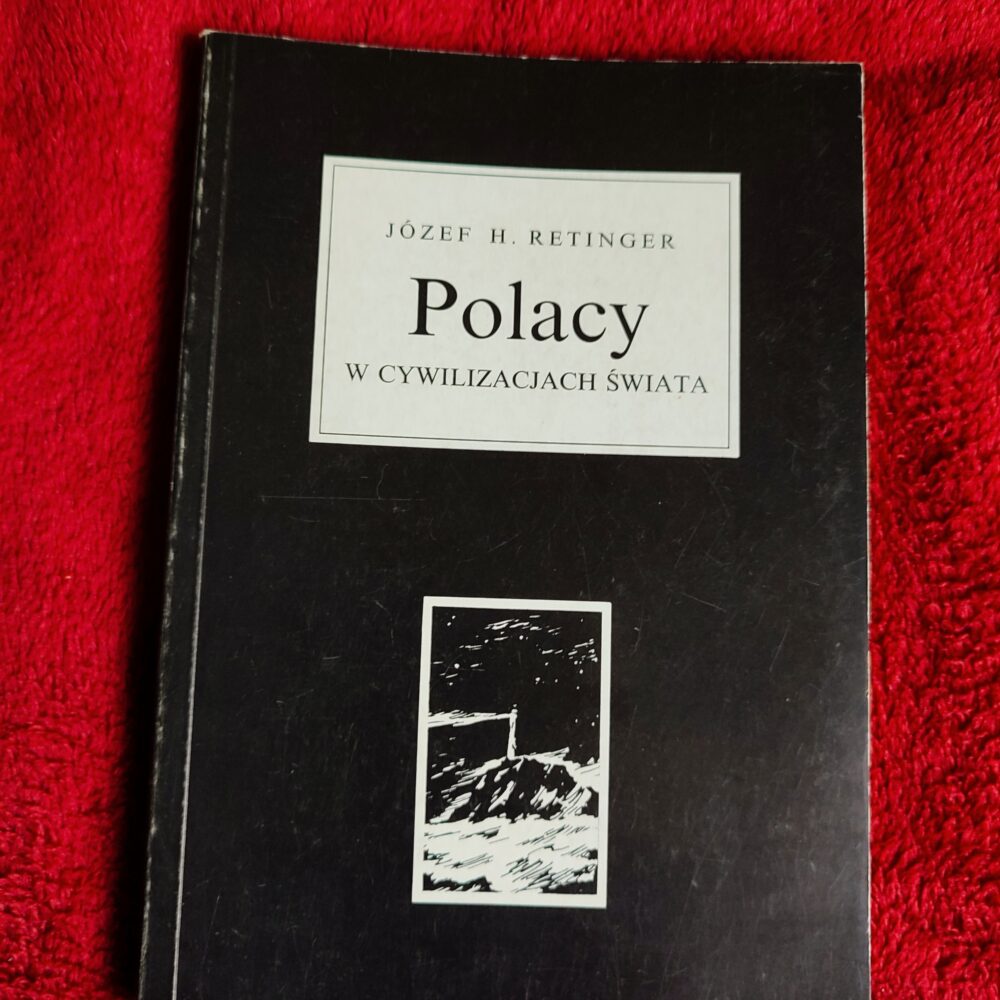 JÓZEF H. RETINGER
Polacy
W CYWILIZACJACH ŚWIATA